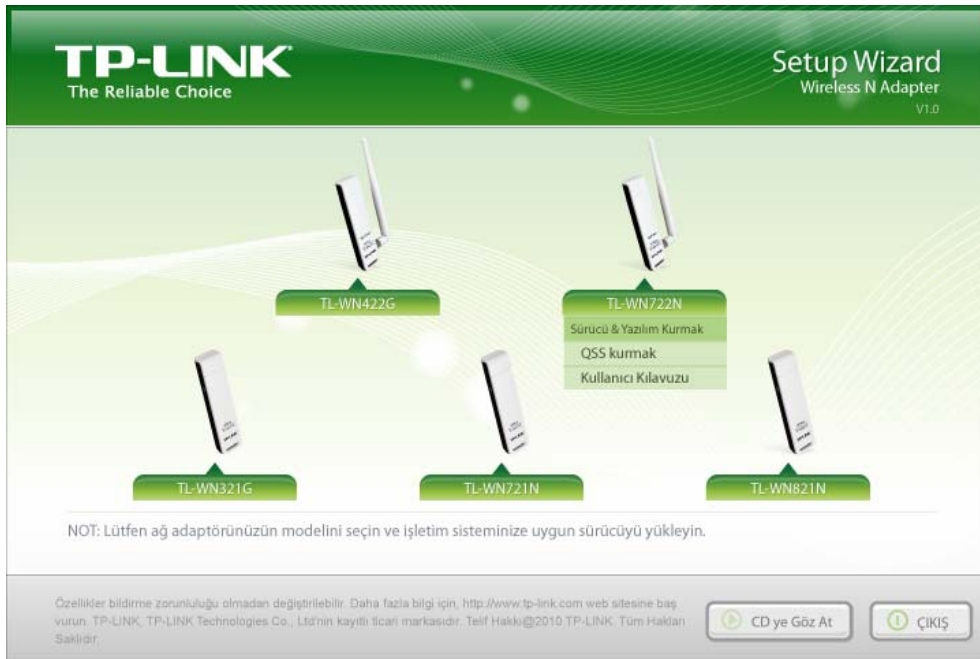 TP-LINK®
The Reliable Choice
Setup Wizard
Wireless N Adapter
V1.0
TL-WN422G
TL-WN722N
Sürücü & Yazılım Kurmak
QSS kurmak
Kullanıcı Kılavuzu
TL-WN321G
TL-WN721N
TL-WN821N
NOT: Lütfen ağ adaptörünüzün modelini seçin ve işletim sisteminize uygun sürücüyü yükleyin.
Özellikler bildirme zorunluluğu olmadan değiştirilebilir. Daha fazla bilgi için, http://www.tp-link.com web sitesine baş
vurun. TP-LINK, TP-LINK Technologies Co., Ltd'nin kayıtlı ticari markasıdır. Telif Hakkı@2010 TP-LINK. Tüm Hakları
Saklıdır.
CD ye Göz At
ÇIKIŞ